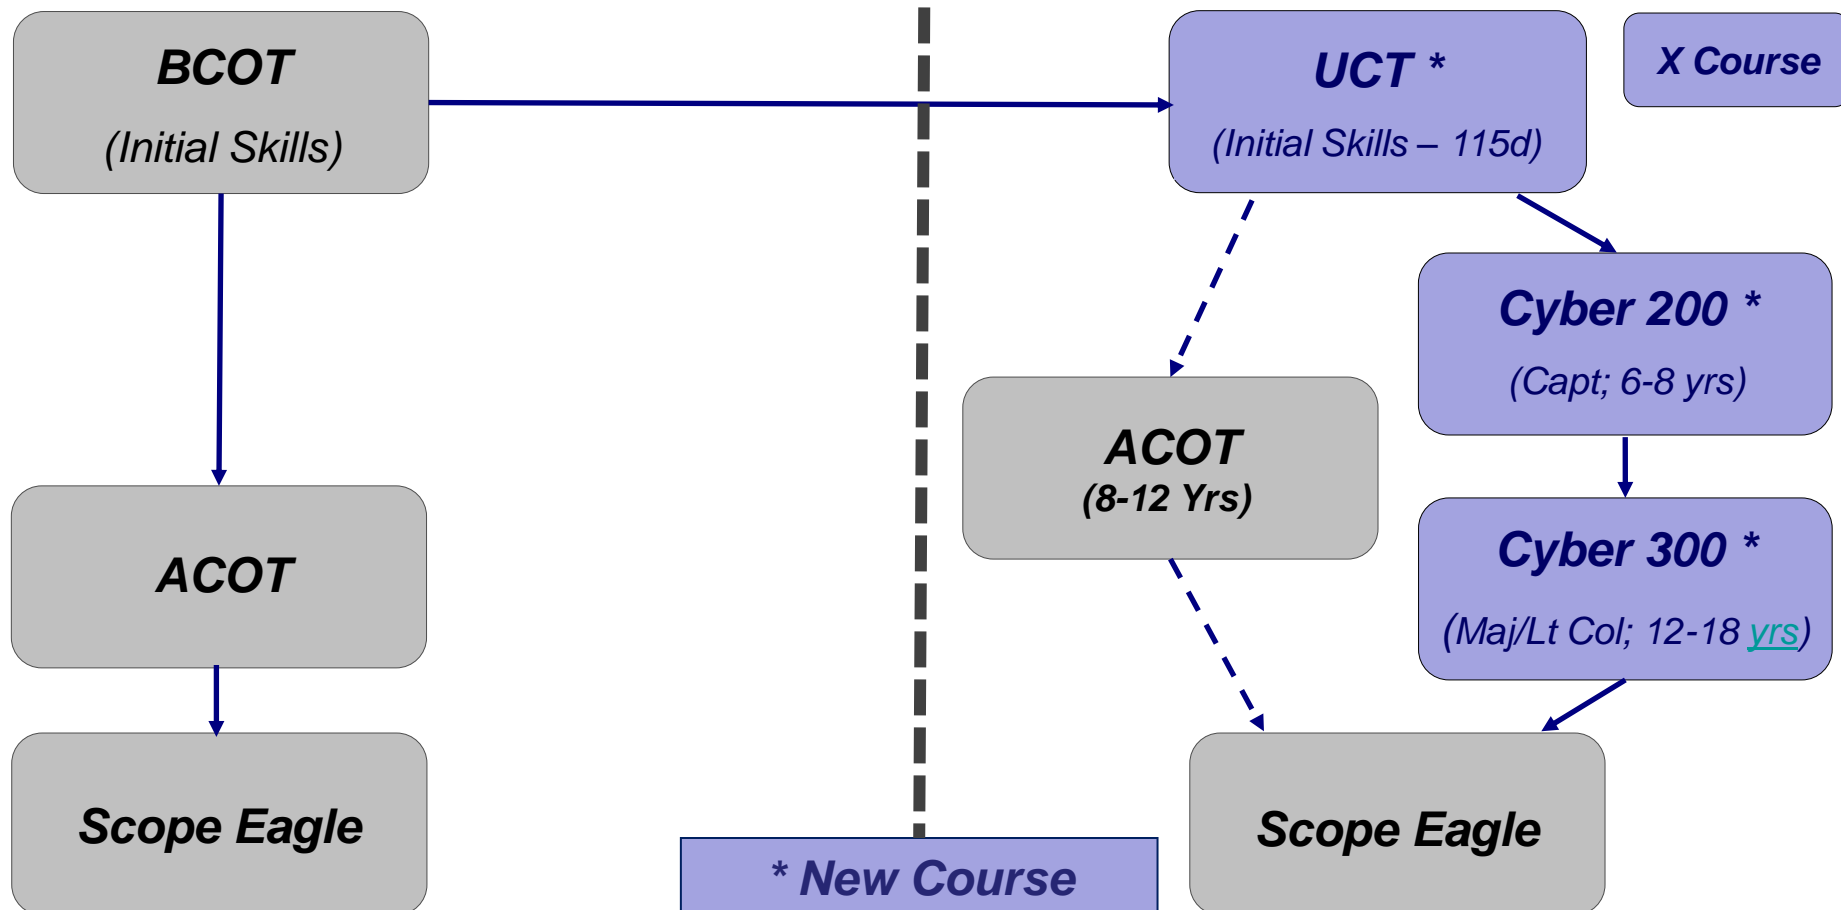 BCOT
(Initial Skills)
UCT *
(Initial Skills – 115d)
X Course
Cyber 200 *
(Capt; 6-8 yrs)
ACOT
(8-12 Yrs)
ACOT
Cyber 300 *
(Maj/Lt Col; 12-18 yrs)
Scope Eagle
Scope Eagle
* New Course